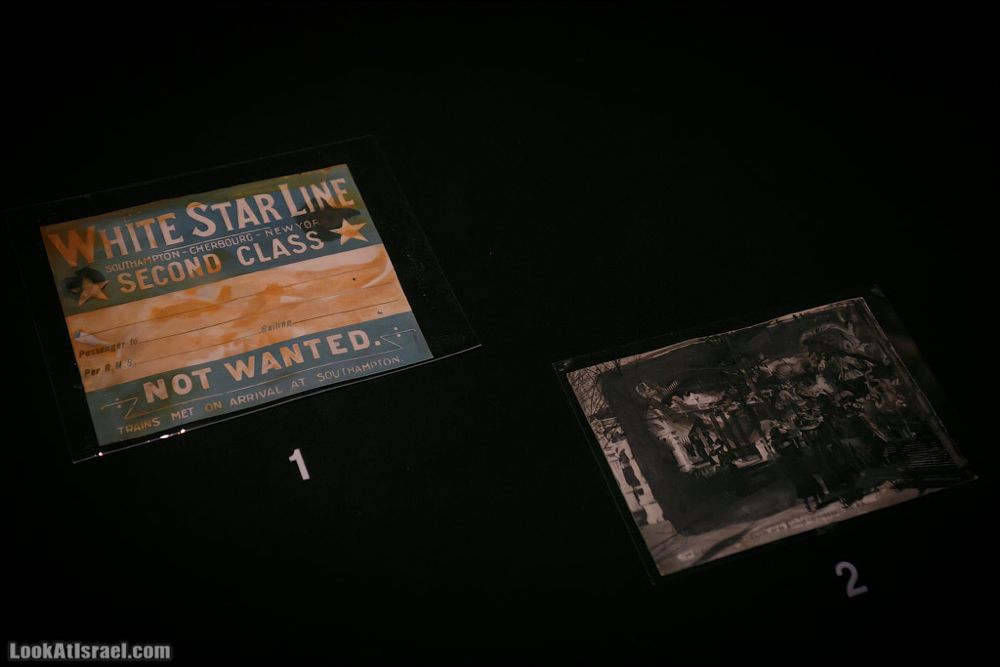 WHITE STAR LINE
SOUTHAMPTON-CHERBOURG-NEW YOR
SECOND CLASS
Sailing
Passenger to
Per R.M.S.
NOT WANTED.
TRAINS MET ON ARRIVAL AT SOUTHAMPTON.
1
2
LookAtIsrael.com